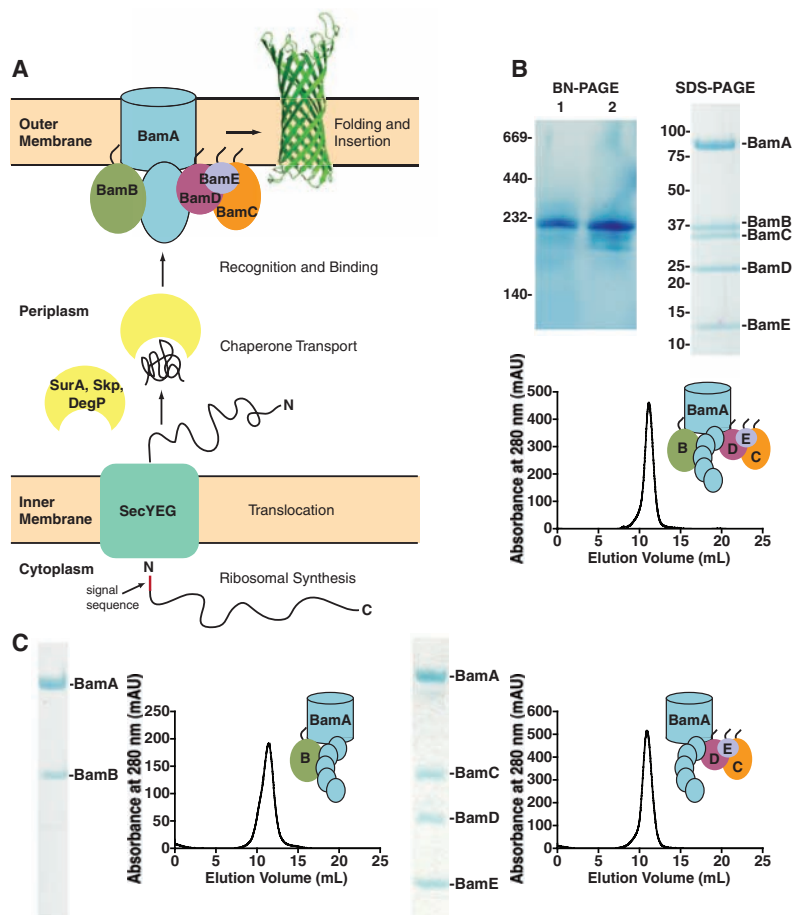 A
Outer
Membrane
BamA
Folding and
Insertion
BamB
BamE
BamD
BamC
Recognition and Binding
Periplasm
Chaperone Transport
SurA, Skp,
DegP
N
Inner
Membrane
SecYEG
Translocation
Cytoplasm
N
Ribosomal Synthesis
signal
sequence
C
B
BN-PAGE
1 2
669-
440-
232-
140-
SDS-PAGE
100-
75-
50-
37-
25-
20-
15-
10-
-BamA
-BamB
-BamC
-BamD
-BamE
Absorbance at 280 nm (mAU)
500
400
300
200
100
0
0 5 10 15 20 25
Elution Volume (mL)
BamA
B
D
E
C
C
-BamA
-BamB
Absorbance at 280 nm (mAU)
250
200
150
100
50
0
0 5 10 15 20 25
Elution Volume (mL)
BamA
B
-BamA
-BamC
-BamD
-BamE
Absorbance at 280 nm (mAU)
600
500
400
300
200
100
0
0 5 10 15 20 25
Elution Volume (mL)
BamA
D
E
C